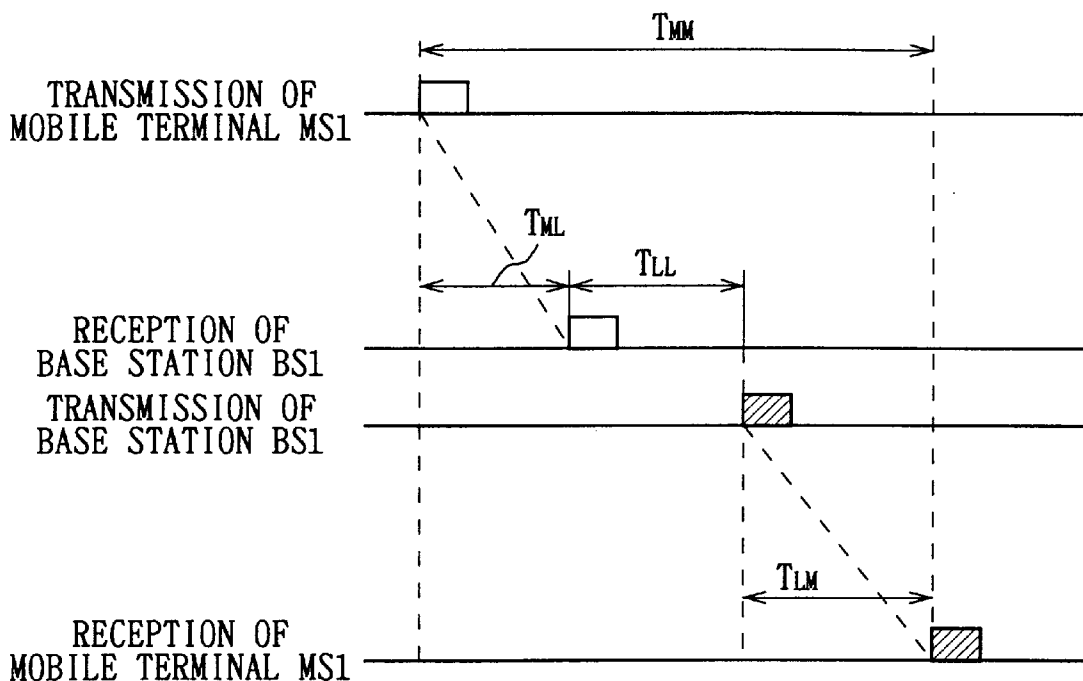 TMM
TRANSMISSION OF
MOBILE TERMINAL MS1
TML
TLL
RECEPTION OF
BASE STATION BS1
TRANSMISSION OF
BASE STATION BS1
TLM
RECEPTION OF
MOBILE TERMINAL MS1